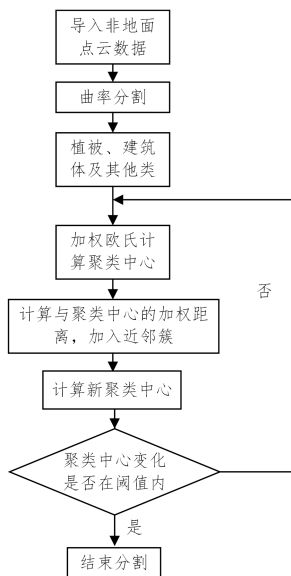 导入非地面
点云数据
曲率分割
植被、建筑
体及其他类
加权欧氏计
算聚类中心
否
计算与聚类中心的加权距
离，加入近邻簇
计算新聚类中心
聚类中心变化
是否在阈值内
是
结束分割